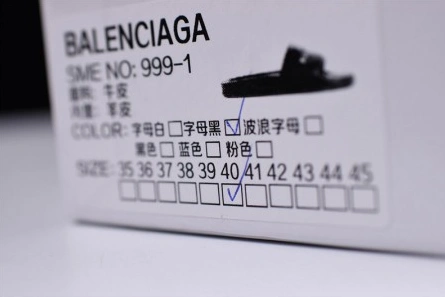 BALENCIAGA
SME NO: 999-1
面料: 牛皮
内里: 羊皮
COLOR: 字母白 字母黑 波浪字母
黑色 蓝色 粉色
SIZE: 35 36 37 38 39 40 41 42 43 44 45